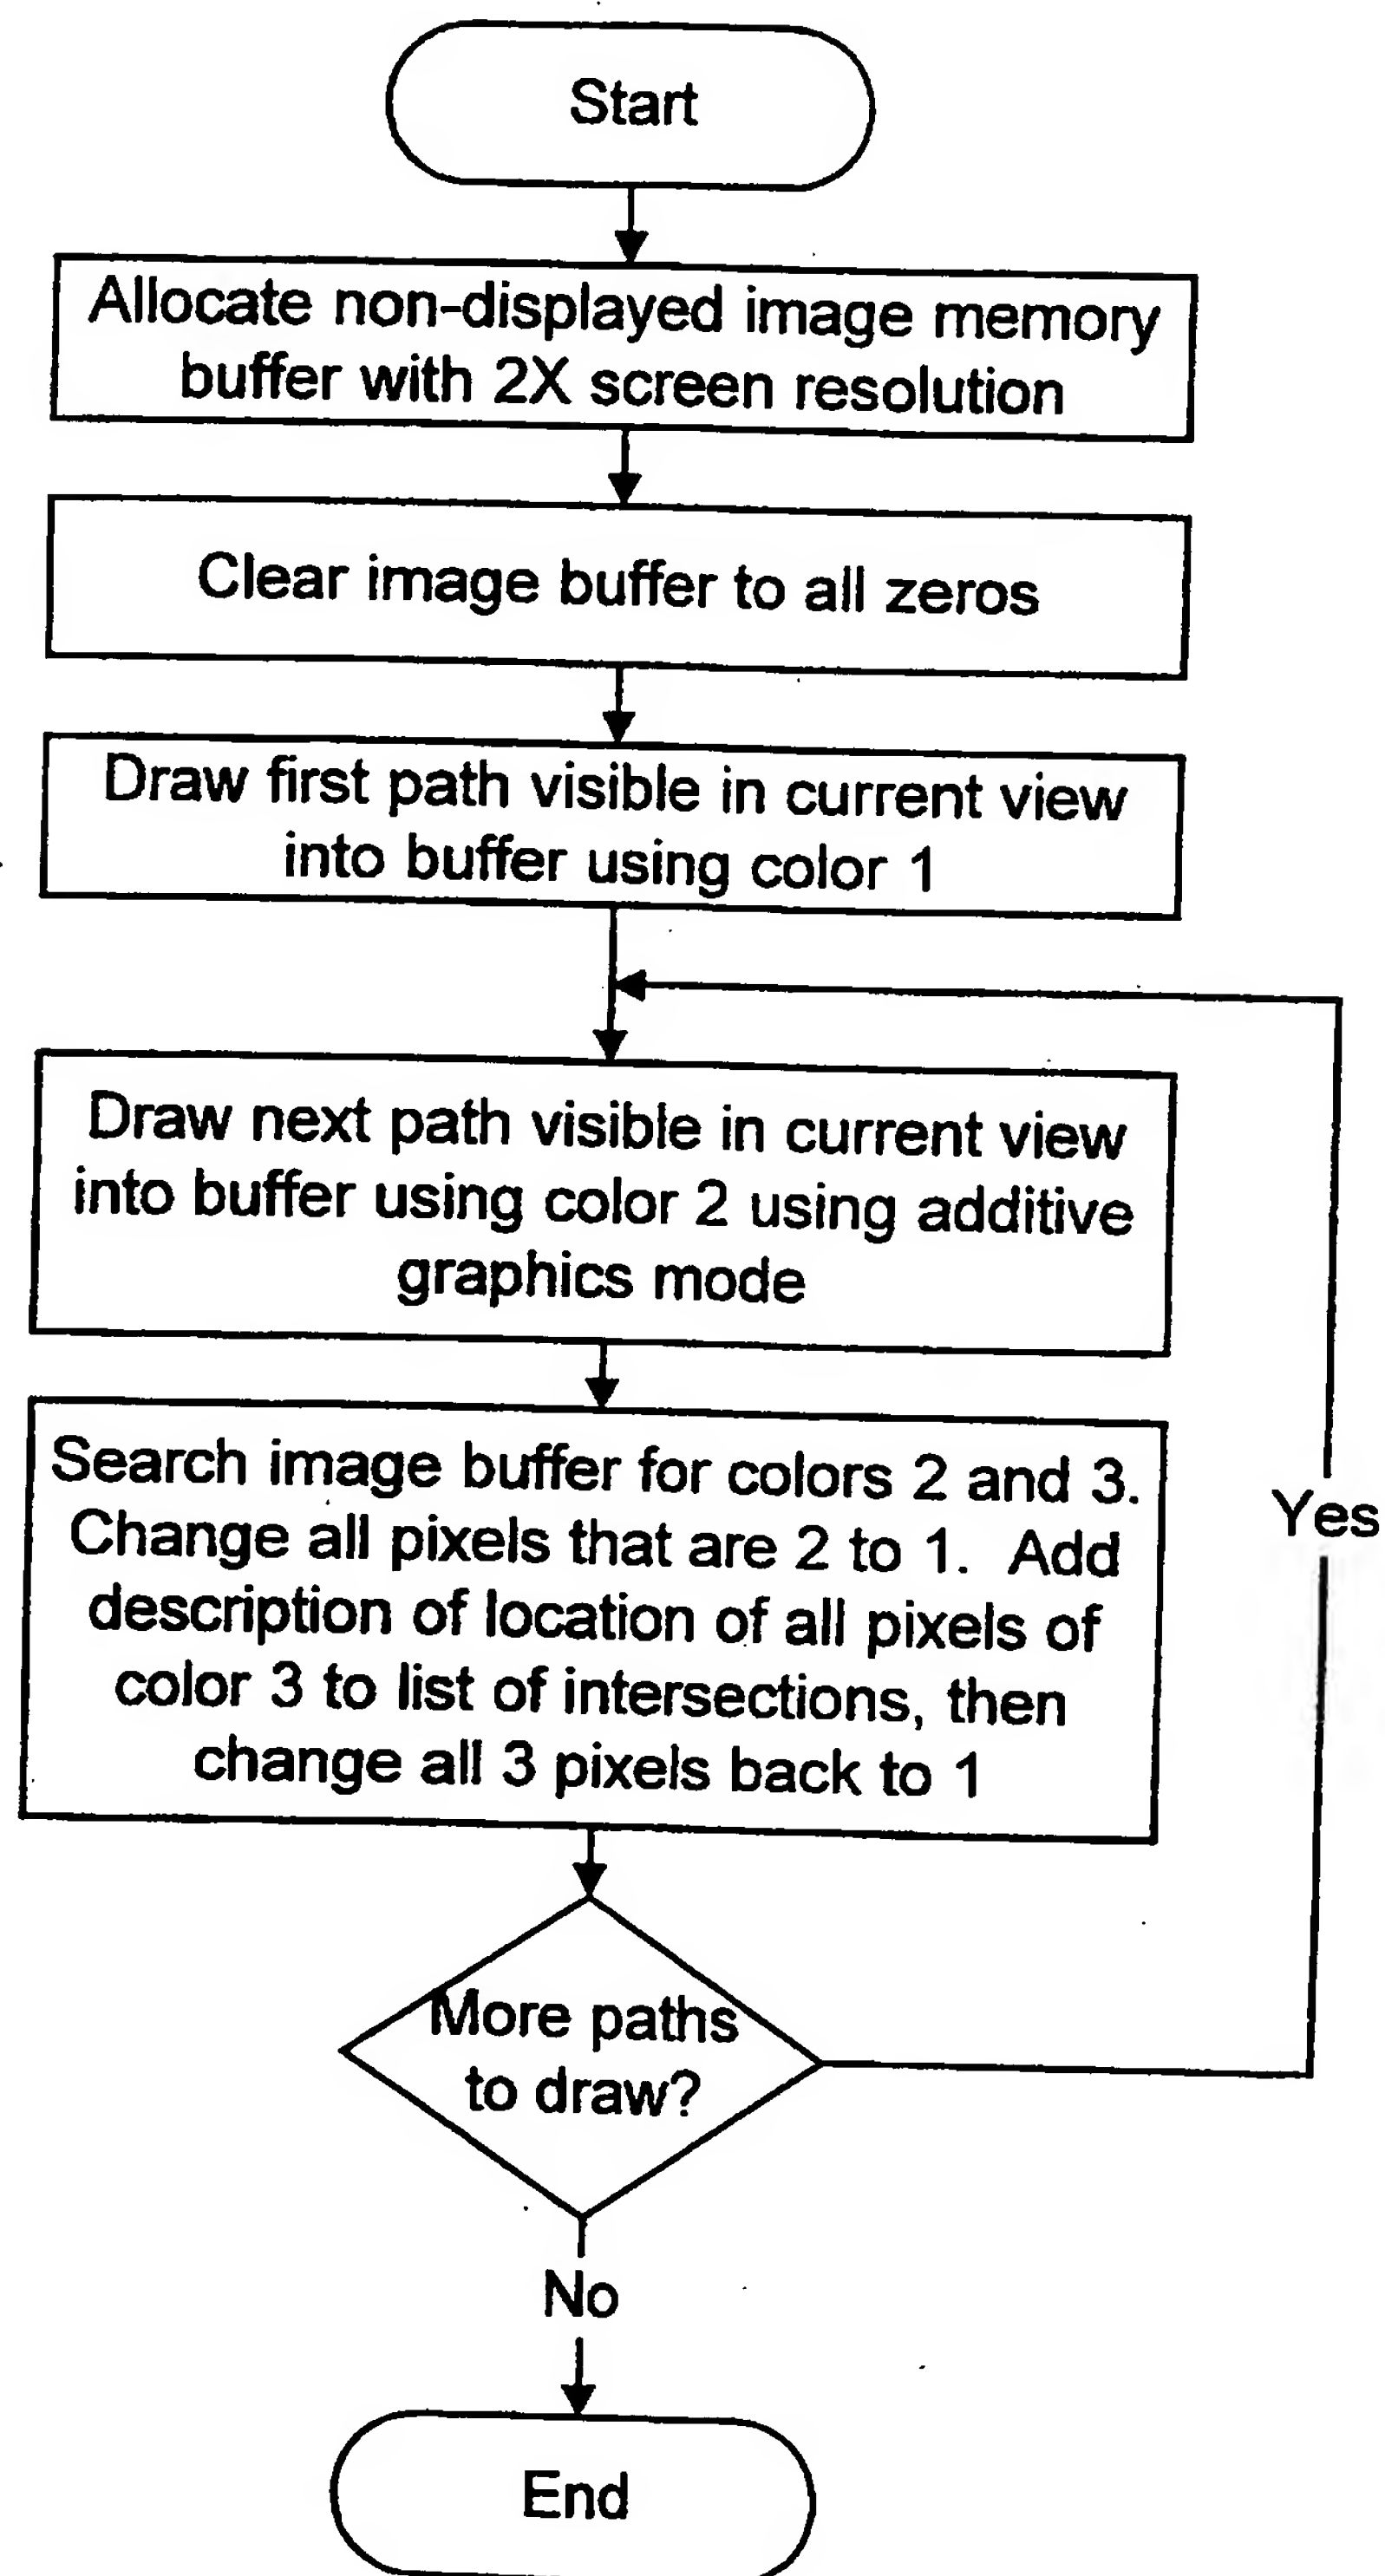 Start
Allocate non-displayed image memory
buffer with 2X screen resolution
Clear image buffer to all zeros
Draw first path visible in current view
into buffer using color 1
Draw next path visible in current view
into buffer using color 2 using additive
graphics mode
Search image buffer for colors 2 and 3.
Change all pixels that are 2 to 1. Add
description of location of all pixels of
color 3 to list of intersections, then
change all 3 pixels back to 1
Yes
More paths
to draw?
No
End